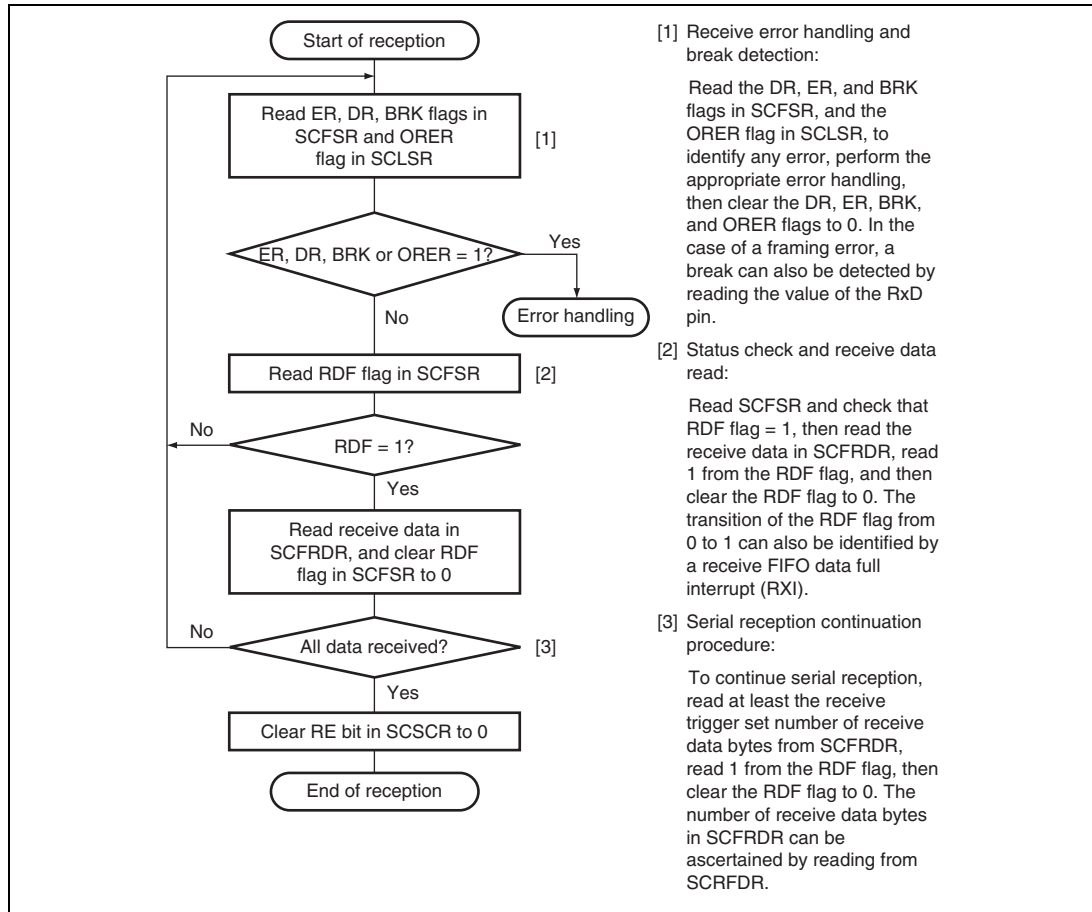 Start of reception
Read ER, DR, BRK flags in
SCFSR and ORER
flag in SCLSR
[1]
ER, DR, BRK or ORER = 1?
Yes
Error handling
No
Read RDF flag in SCFSR
[2]
No
RDF = 1?
Yes
Read receive data in
SCFRDR, and clear RDF
flag in SCFSR to 0
No
All data received?
[3]
Yes
Clear RE bit in SCSCR to 0
End of reception
[1] Receive error handling and
break detection:
Read the DR, ER, and BRK
flags in SCFSR, and the
ORER flag in SCLSR, to
identify any error, perform the
appropriate error handling,
then clear the DR, ER, BRK,
and ORER flags to 0. In the
case of a framing error, a
break can also be detected by
reading the value of the RxD
pin.
[2] Status check and receive data
read:
Read SCFSR and check that
RDF flag = 1, then read the
receive data in SCFRDR, read
1 from the RDF flag, and then
clear the RDF flag to 0. The
transition of the RDF flag from
0 to 1 can also be identified by
a receive FIFO data full
interrupt (RXI).
[3] Serial reception continuation
procedure:
To continue serial reception,
read at least the receive
trigger set number of receive
data bytes from SCFRDR,
read 1 from the RDF flag, then
clear the RDF flag to 0. The
number of receive data bytes
in SCFRDR can be
ascertained by reading from
SCRFDR.